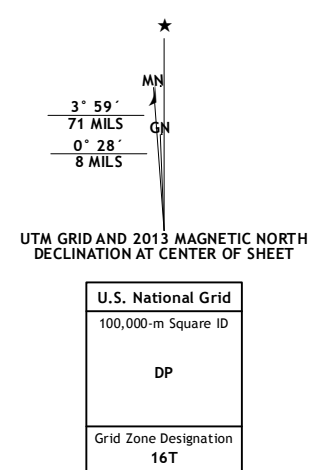 ★
MN
3° 59´
71 MILS
GN
0° 28´
8 MILS
UTM GRID AND 2013 MAGNETIC NORTH
DECLINATION AT CENTER OF SHEET
U.S. National Grid
100,000-m Square ID
DP
Grid Zone Designation
16T